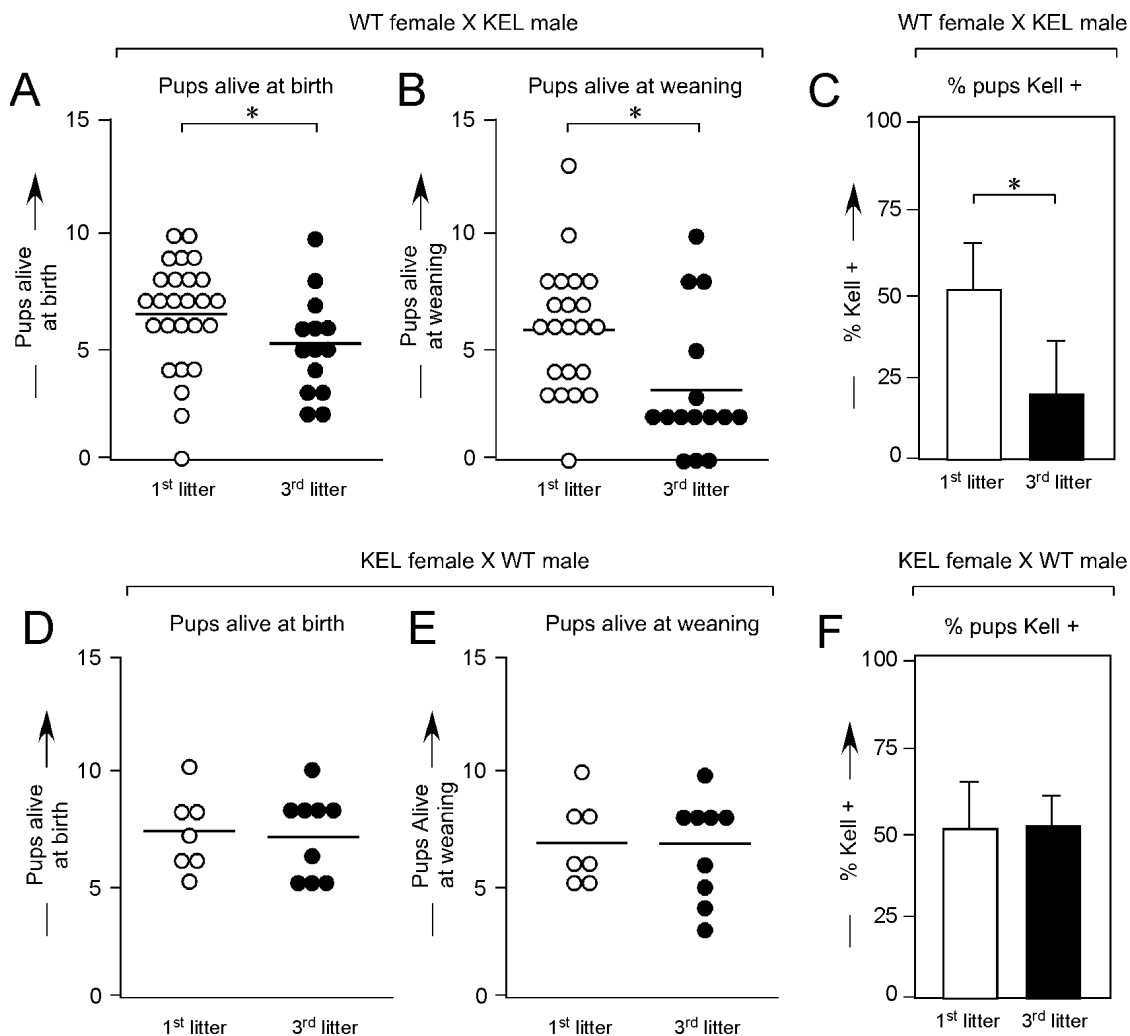 WT female X KEL male
WT female X KEL male
A
Pups alive at birth
*
15
10
5
0
Pups alive
at birth
1st litter
3rd litter
B
Pups alive at weaning
*
15
10
5
0
Pups alive
at weaning
1st litter
3rd litter
C
% pups Kell +
*
100
75
50
25
0
% Kell +
1st litter
3rd litter
KEL female X WT male
KEL female X WT male
D
Pups alive at birth
15
10
5
0
Pups alive
at birth
1st litter
3rd litter
E
Pups alive at weaning
15
10
5
0
Pups Alive
at weaning
1st litter
3rd litter
F
% pups Kell +
100
75
50
25
0
% Kell +
1st litter
3rd litter